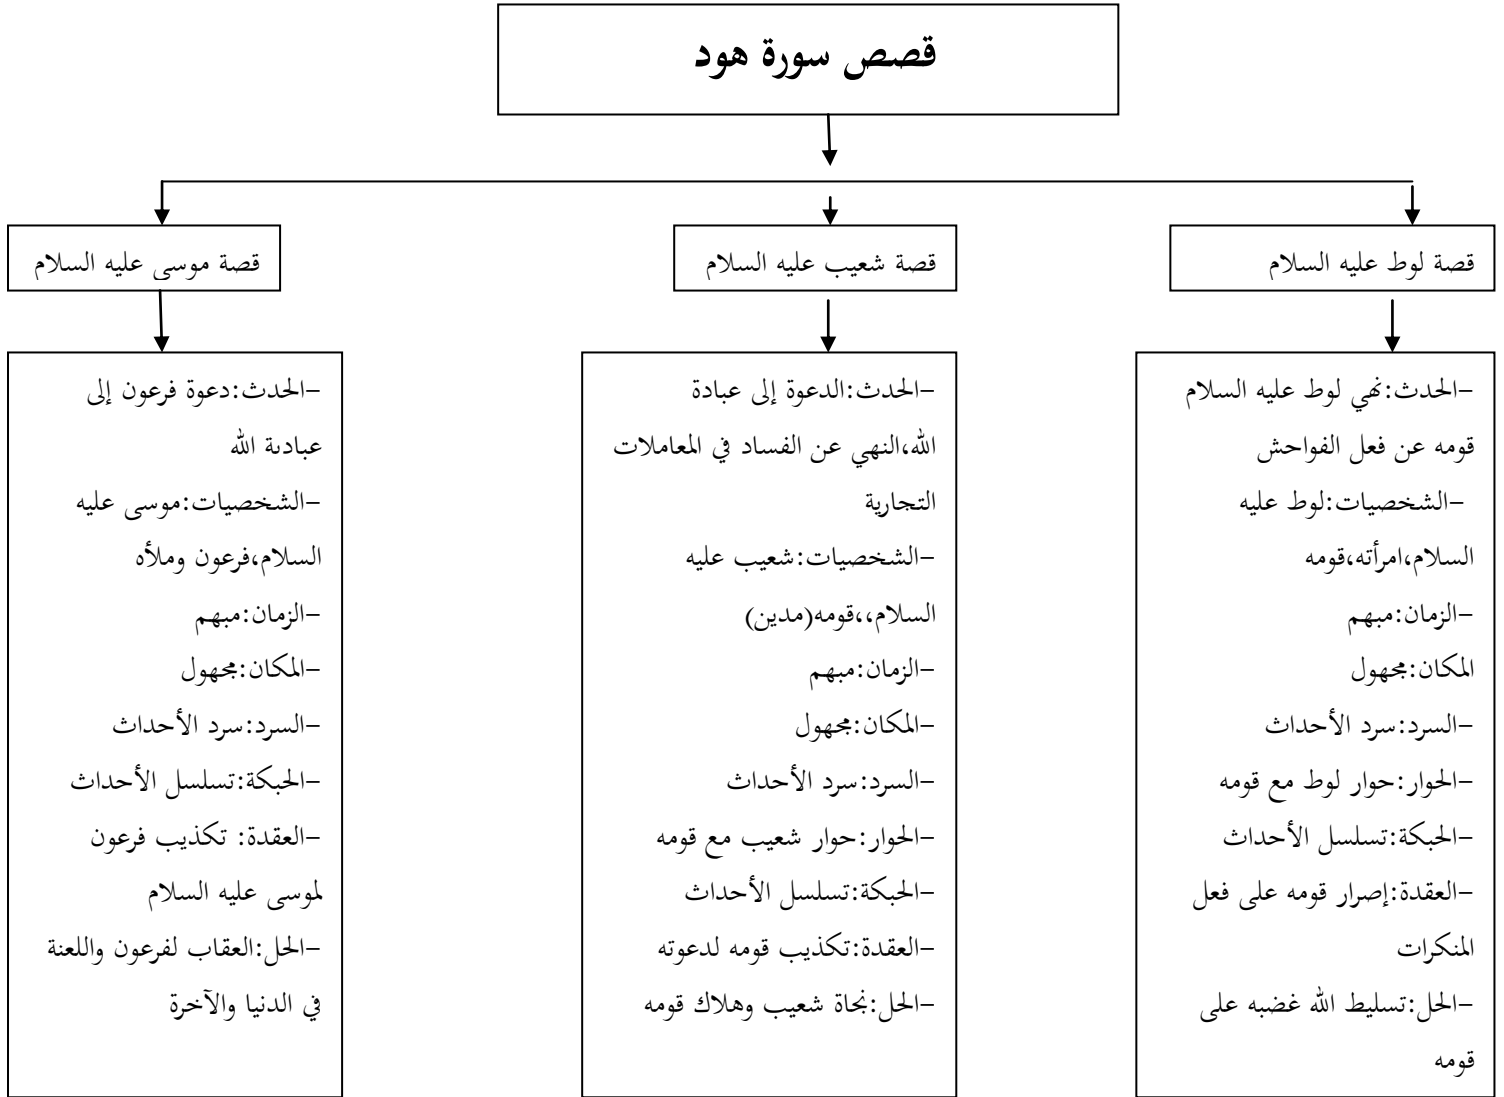 قصص سورة هود
قصة لوط عليه السلام
قصة شعيب عليه السلام
قصة موسى عليه السلام
-الحدث:نهي لوط عليه السلام
قومه عن فعل الفواحش
-الشخصيات:لوط عليه
السلام،امرأته،قومه
-الزمان:مبهم
المكان:مجهول
-السرد:سرد الأحداث
-الحوار:حوار لوط مع قومه
-الحبكة:تسلسل الأحداث
-العقدة:إصرار قومه على فعل
المنكرات
-الحل:تسليط الله غضبه على
قومه
-الحدث:الدعوة إلى عبادة
الله،النهي عن الفساد في المعاملات
التجارية
-الشخصيات:شعيب عليه
السلام،،قومه(مدين)
-الزمان:مبهم
-المكان:مجهول
-السرد:سرد الأحداث
-الحوار:حوار شعيب مع قومه
-الحبكة:تسلسل الأحداث
-العقدة:تكذيب قومه لدعوته
-الحل:نجاة شعيب وهلاك قومه
-الحدث:دعوة فرعون إلى
عبادىة الله
-الشخصيات:موسى عليه
السلام،فرعون وملأه
-الزمان:مبهم
-المكان:مجهول
-السرد:سرد الأحداث
-الحبكة:تسلسل الأحداث
-العقدة: تكذيب فرعون
لموسى عليه السلام
-الحل:العقاب لفرعون واللعنة
في الدنيا والآخرة